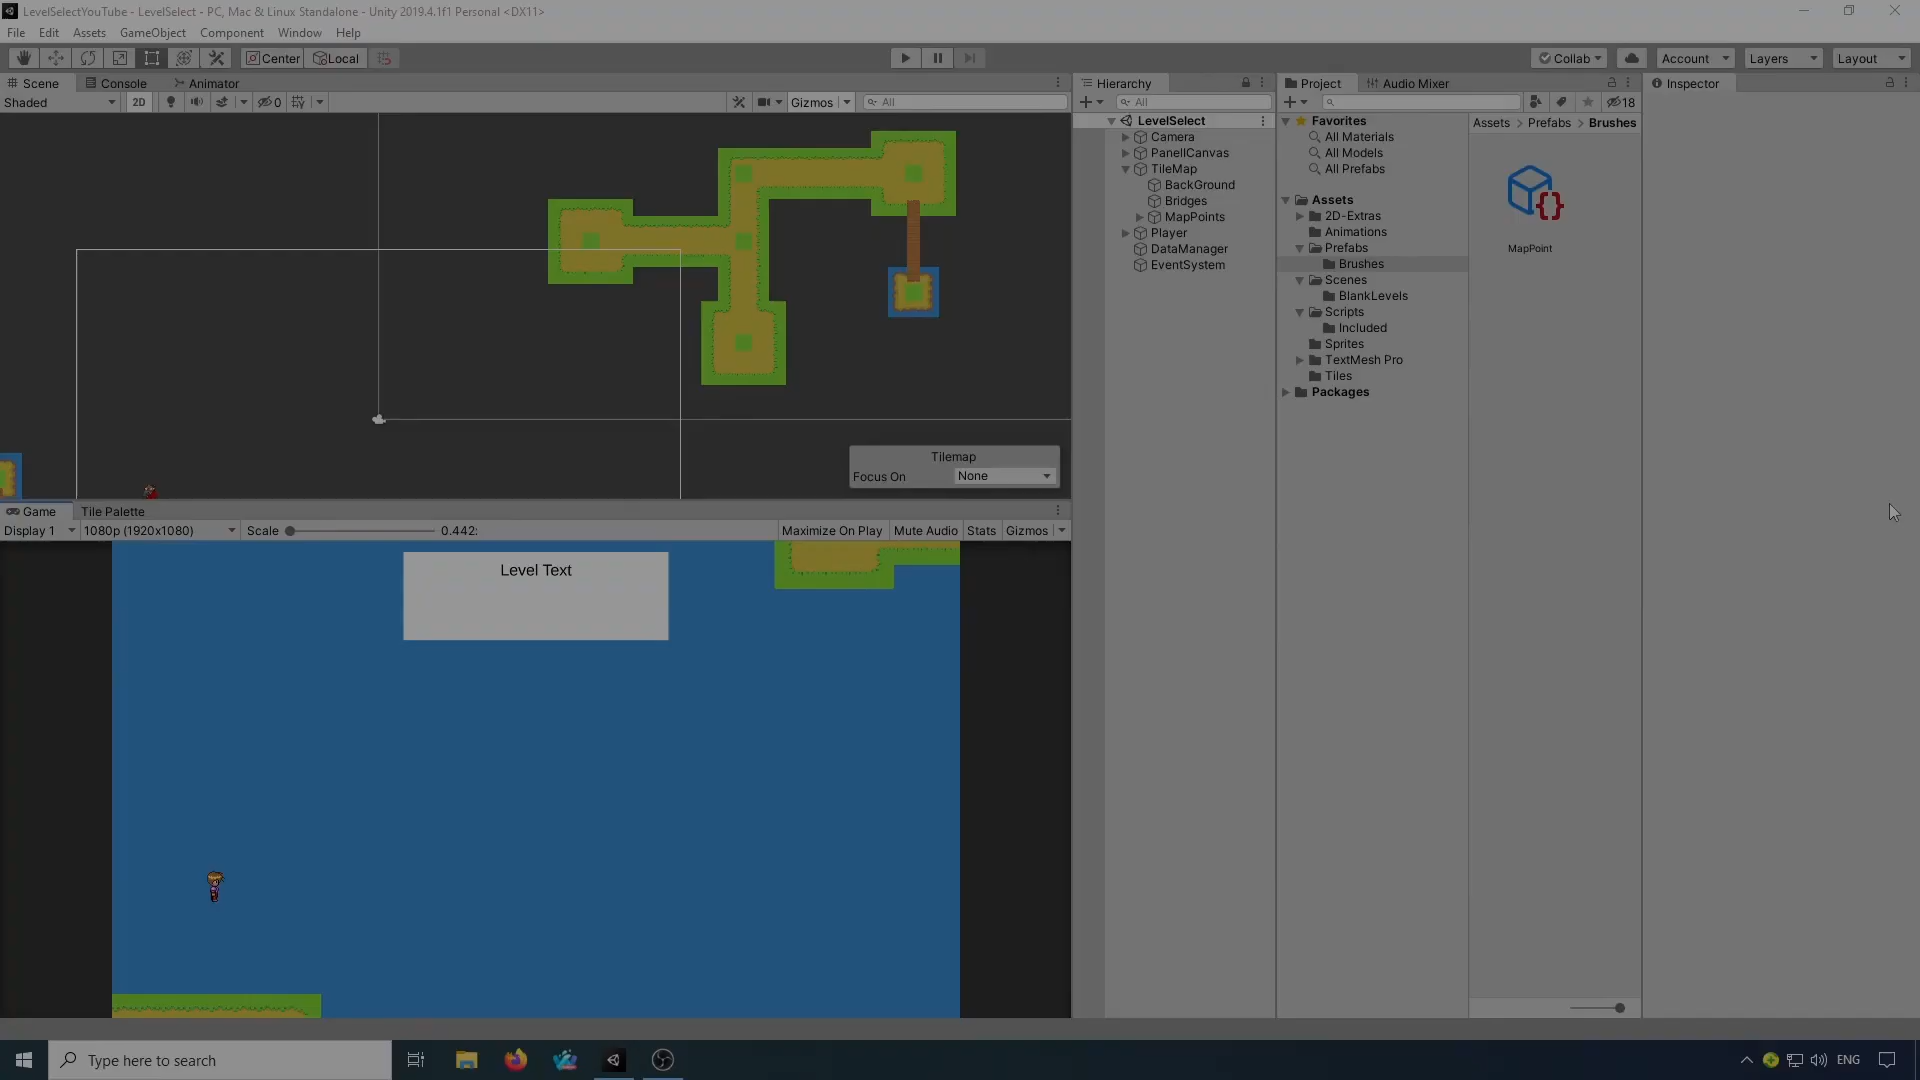 LevelSelectYouTube - LevelSelect - PC, Mac & Linux Standalone - Unity 2019.4.1f1 Personal <DX11>
File Edit Assets GameObject Component Window Help
Center Local Collab Account Layers Layout
Scene Console Animator
Shaded 2D 0 Gizmos All
Tilemap
Focus On None
Game Tile Palette
Display 1 1080p (1920x1080) Scale 0.442: Maximize On Play Mute Audio Stats Gizmos
Level Text
Hierarchy
All
LevelSelect
Camera
PanellCanvas
TileMap
BackGround
Bridges
MapPoints
Player
DataManager
EventSystem
Project Audio Mixer
18
Favorites
All Materials
All Models
All Prefabs
Assets
2D-Extras
Animations
Prefabs
Brushes
Scenes
BlankLevels
Scripts
Included
Sprites
TextMesh Pro
Tiles
Packages
Assets > Prefabs > Brushes
{}
MapPoint
Inspector
Type here to search
ENG